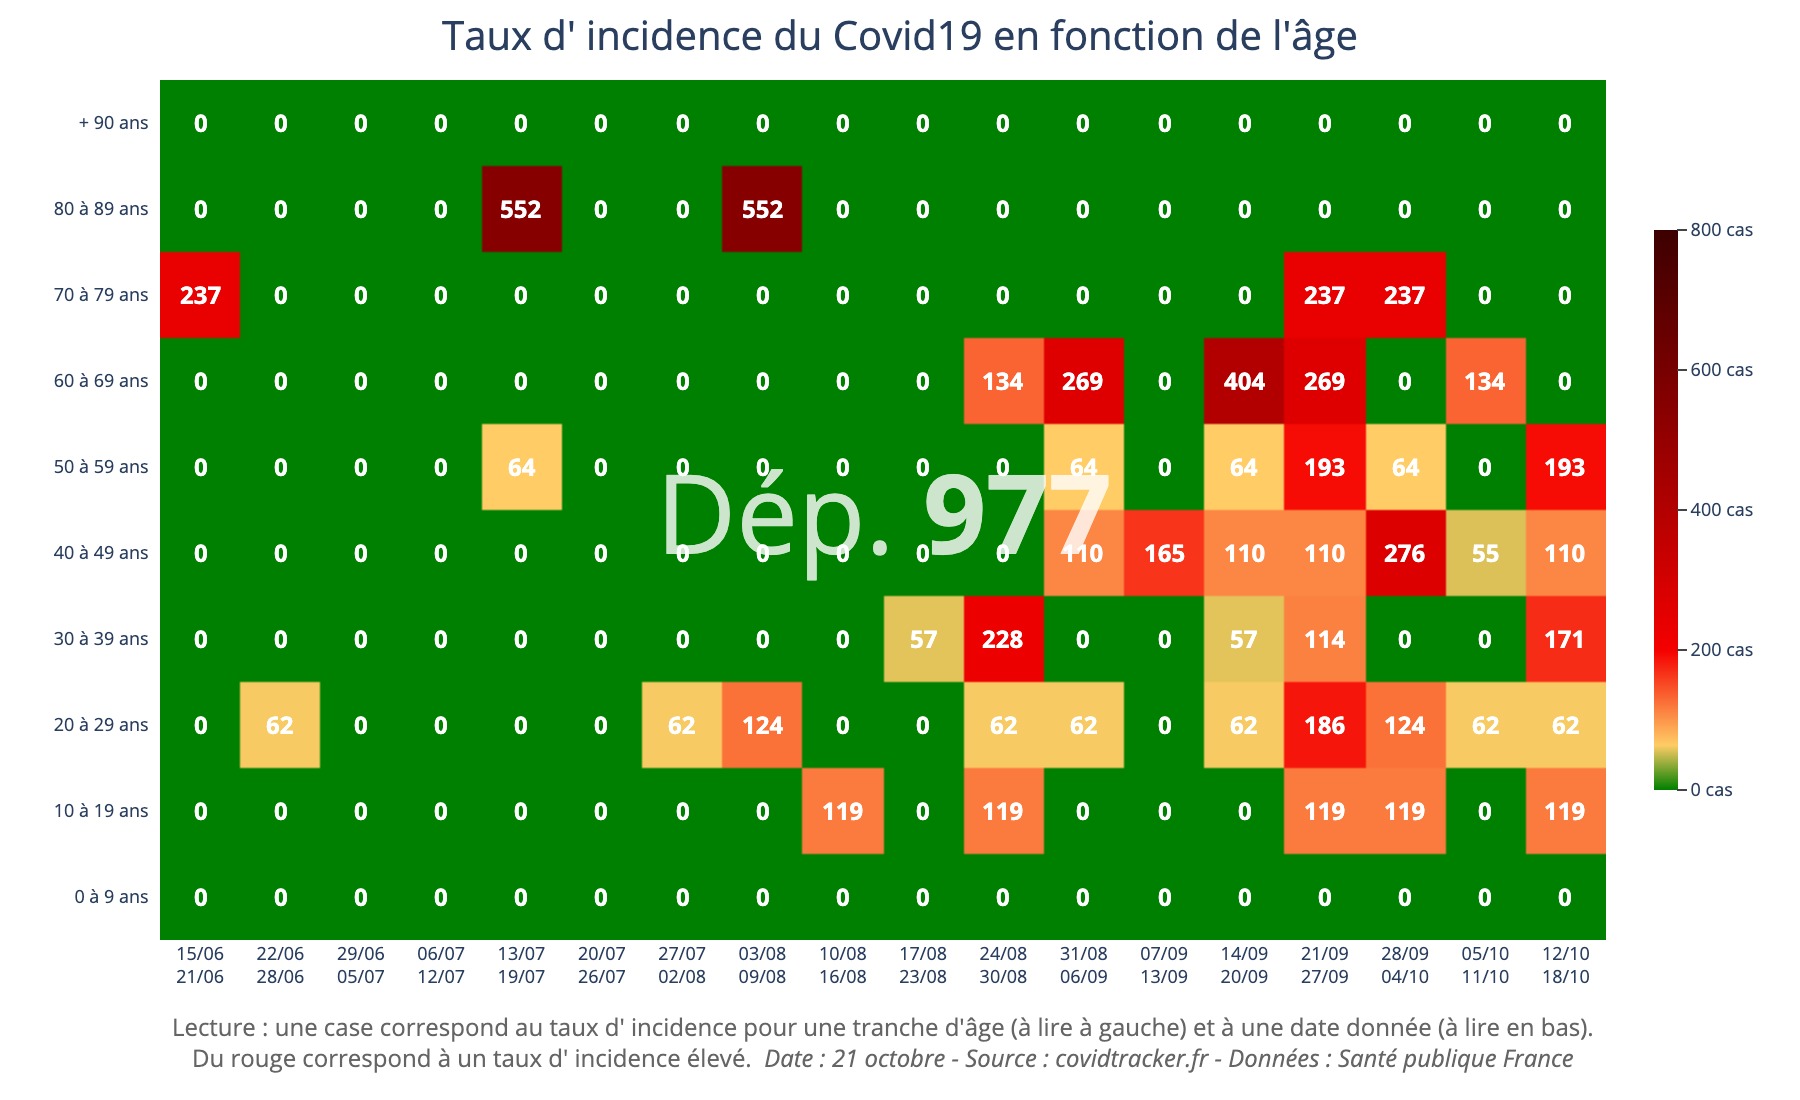 Taux d' incidence du Covid19 en fonction de l'âge
+ 90 ans 0 0 0 0 0 0 0 0 0 0 0 0 0 0 0 0 0 0
80 à 89 ans 0 0 0 0 552 0 0 552 0 0 0 0 0 0 0 0 0 0
800 cas
70 à 79 ans 237 0 0 0 0 0 0 0 0 0 0 0 0 0 237 237 0 0
600 cas
60 à 69 ans 0 0 0 0 0 0 0 0 0 0 134 269 0 404 269 0 134 0
50 à 59 ans 0 0 0 0 64 0 0 0 0 0 0 64 0 64 193 64 0 193
Dép. 977
400 cas
40 à 49 ans 0 0 0 0 0 0 0 0 0 0 0 110 165 110 110 276 55 110
30 à 39 ans 0 0 0 0 0 0 0 0 0 57 228 0 0 57 114 0 0 171
200 cas
20 à 29 ans 0 62 0 0 0 0 62 124 0 0 62 62 0 62 186 124 62 62
0 cas
10 à 19 ans 0 0 0 0 0 0 0 0 119 0 119 0 0 0 119 119 0 119
0 à 9 ans 0 0 0 0 0 0 0 0 0 0 0 0 0 0 0 0 0 0
15/06 22/06 29/06 06/07 13/07 20/07 27/07 03/08 10/08 17/08 24/08 31/08 07/09 14/09 21/09 28/09 05/10 12/10
21/06 28/06 05/07 12/07 19/07 26/07 02/08 09/08 16/08 23/08 30/08 06/09 13/09 20/09 27/09 04/10 11/10 18/10
Lecture : une case correspond au taux d' incidence pour une tranche d'âge (à lire à gauche) et à une date donnée (à lire en bas).
Du rouge correspond à un taux d' incidence élevé. Date : 21 octobre - Source : covidtracker.fr - Données : Santé publique France